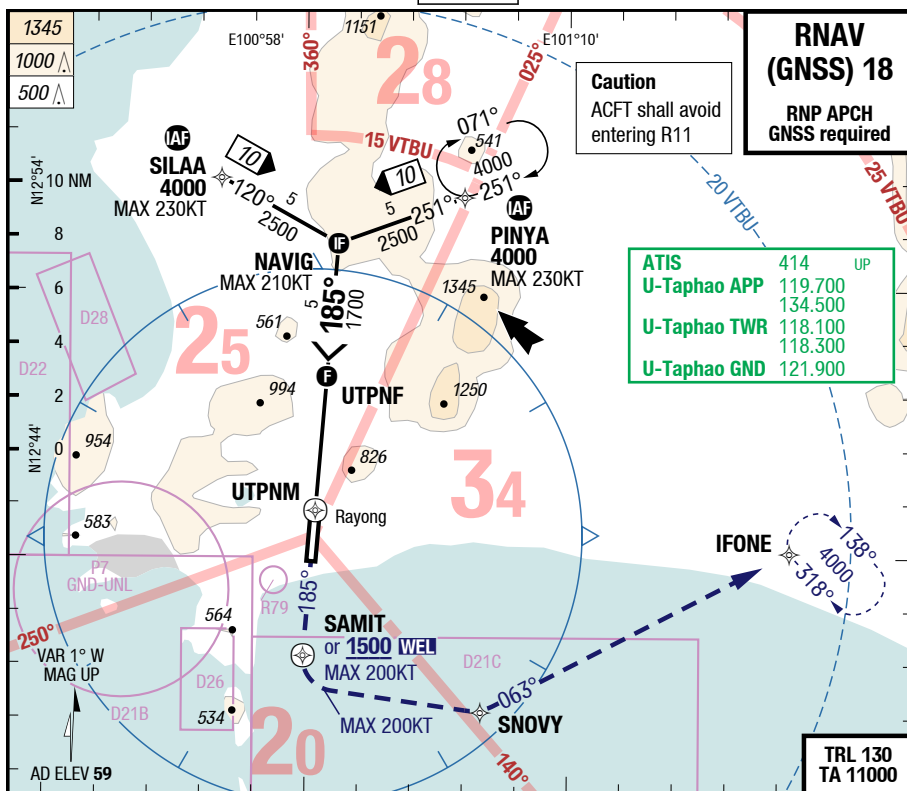 1345
1000
500
1151
E100°58'
E101°10'
360°
025°
28
RNAV
(GNSS) 18
RNP APCH
GNSS required
Caution
ACFT shall avoid
entering R11
15 VTBU
20 VTBU
25 VTBU
071°
541
4000
251°
IAF
SILAA
4000
MAX 230KT
10
120°
5
2500
10
5
251°
2500
IAF
PINYA
4000
MAX 230KT
N12°54'
10 NM
8
6
4
2
0
N12°44'
IF
NAVIG
MAX 210KT
185°
5
1700
1345
ATIS 414 UP
U-Taphao APP 119.700
134.500
U-Taphao TWR 118.100
118.300
U-Taphao GND 121.900
D28
D22
25
561
F
UTPNF
994
1250
954
826
34
UTPNM
Rayong
583
P7
GND-UNL
R79
185°
IFONE
138°
4000
318°
250°
564
SAMIT
or 1500 WEL
MAX 200KT
D21C
VAR 1° W
MAG UP
D26
063°
D21B
534
MAX 200KT
SNOVY
20
140°
AD ELEV 59
TRL 130
TA 11000